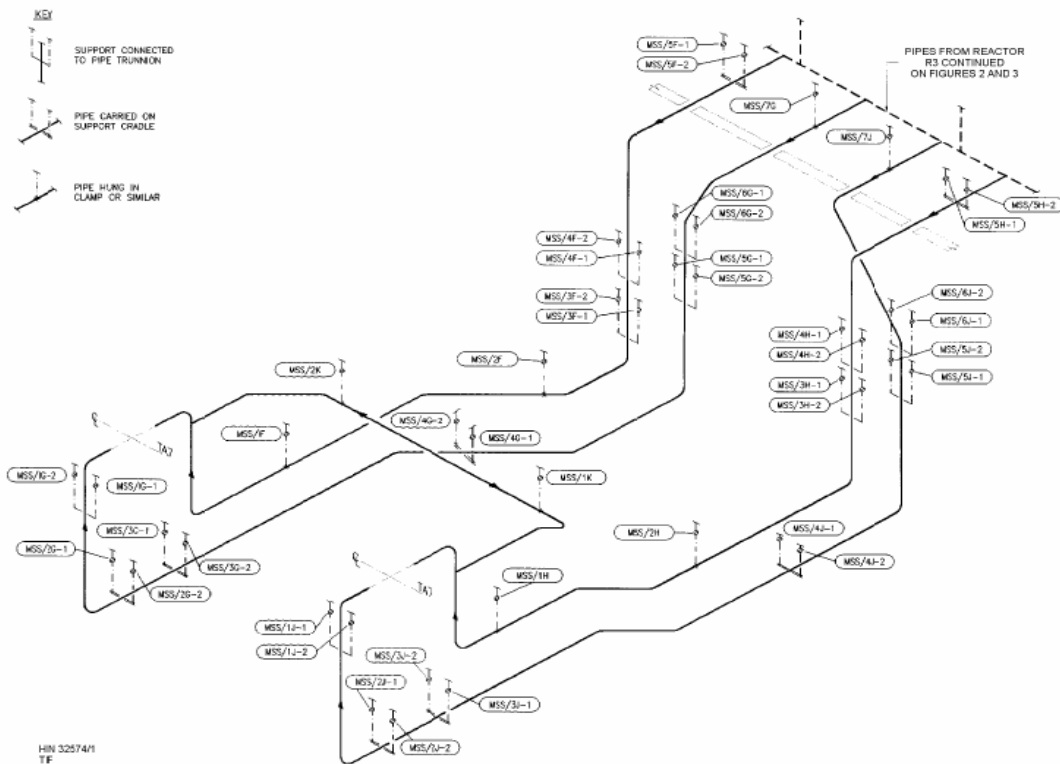 KEY
SUPPORT CONNECTED
TO PIPE TRUNNION
PIPE CARRIED ON
SUPPORT CRADLE
PIPE HUNG IN
CLAMP OR SIMILAR
MSS/5F-1
MSS/5F-2
PIPES FROM REACTOR
R3 CONTINUED
ON FIGURES 2 AND 3
MSS/7G
MSS/7J
MSS/5H-2
MSS/5H-1
MSS/6G-1
MSS/6G-2
MSS/4F-2
MSS/4F-1
MSS/5G-1
MSS/5G-2
MSS/3F-2
MSS/3F-1
MSS/6J-2
MSS/6J-1
MSS/4H-1
MSS/4H-2
MSS/5J-2
MSS/5J-1
MSS/3H-1
MSS/3H-2
MSS/2F
MSS/2K
MSS/4G-2
MSS/4G-1
MSS/F
TA7
MSS/1K
MSS/IG-2
MSS/IG-1
MSS/3G-1
MSS/3G-2
MSS/2G-1
MSS/2G-2
MSS/2H
MSS/4J-1
MSS/4J-2
MSS/1H
MSS/1J-1
MSS/1J-2
MSS/3J-2
MSS/3J-1
MSS/2J-1
MSS/2J-2
HIN 32574/1